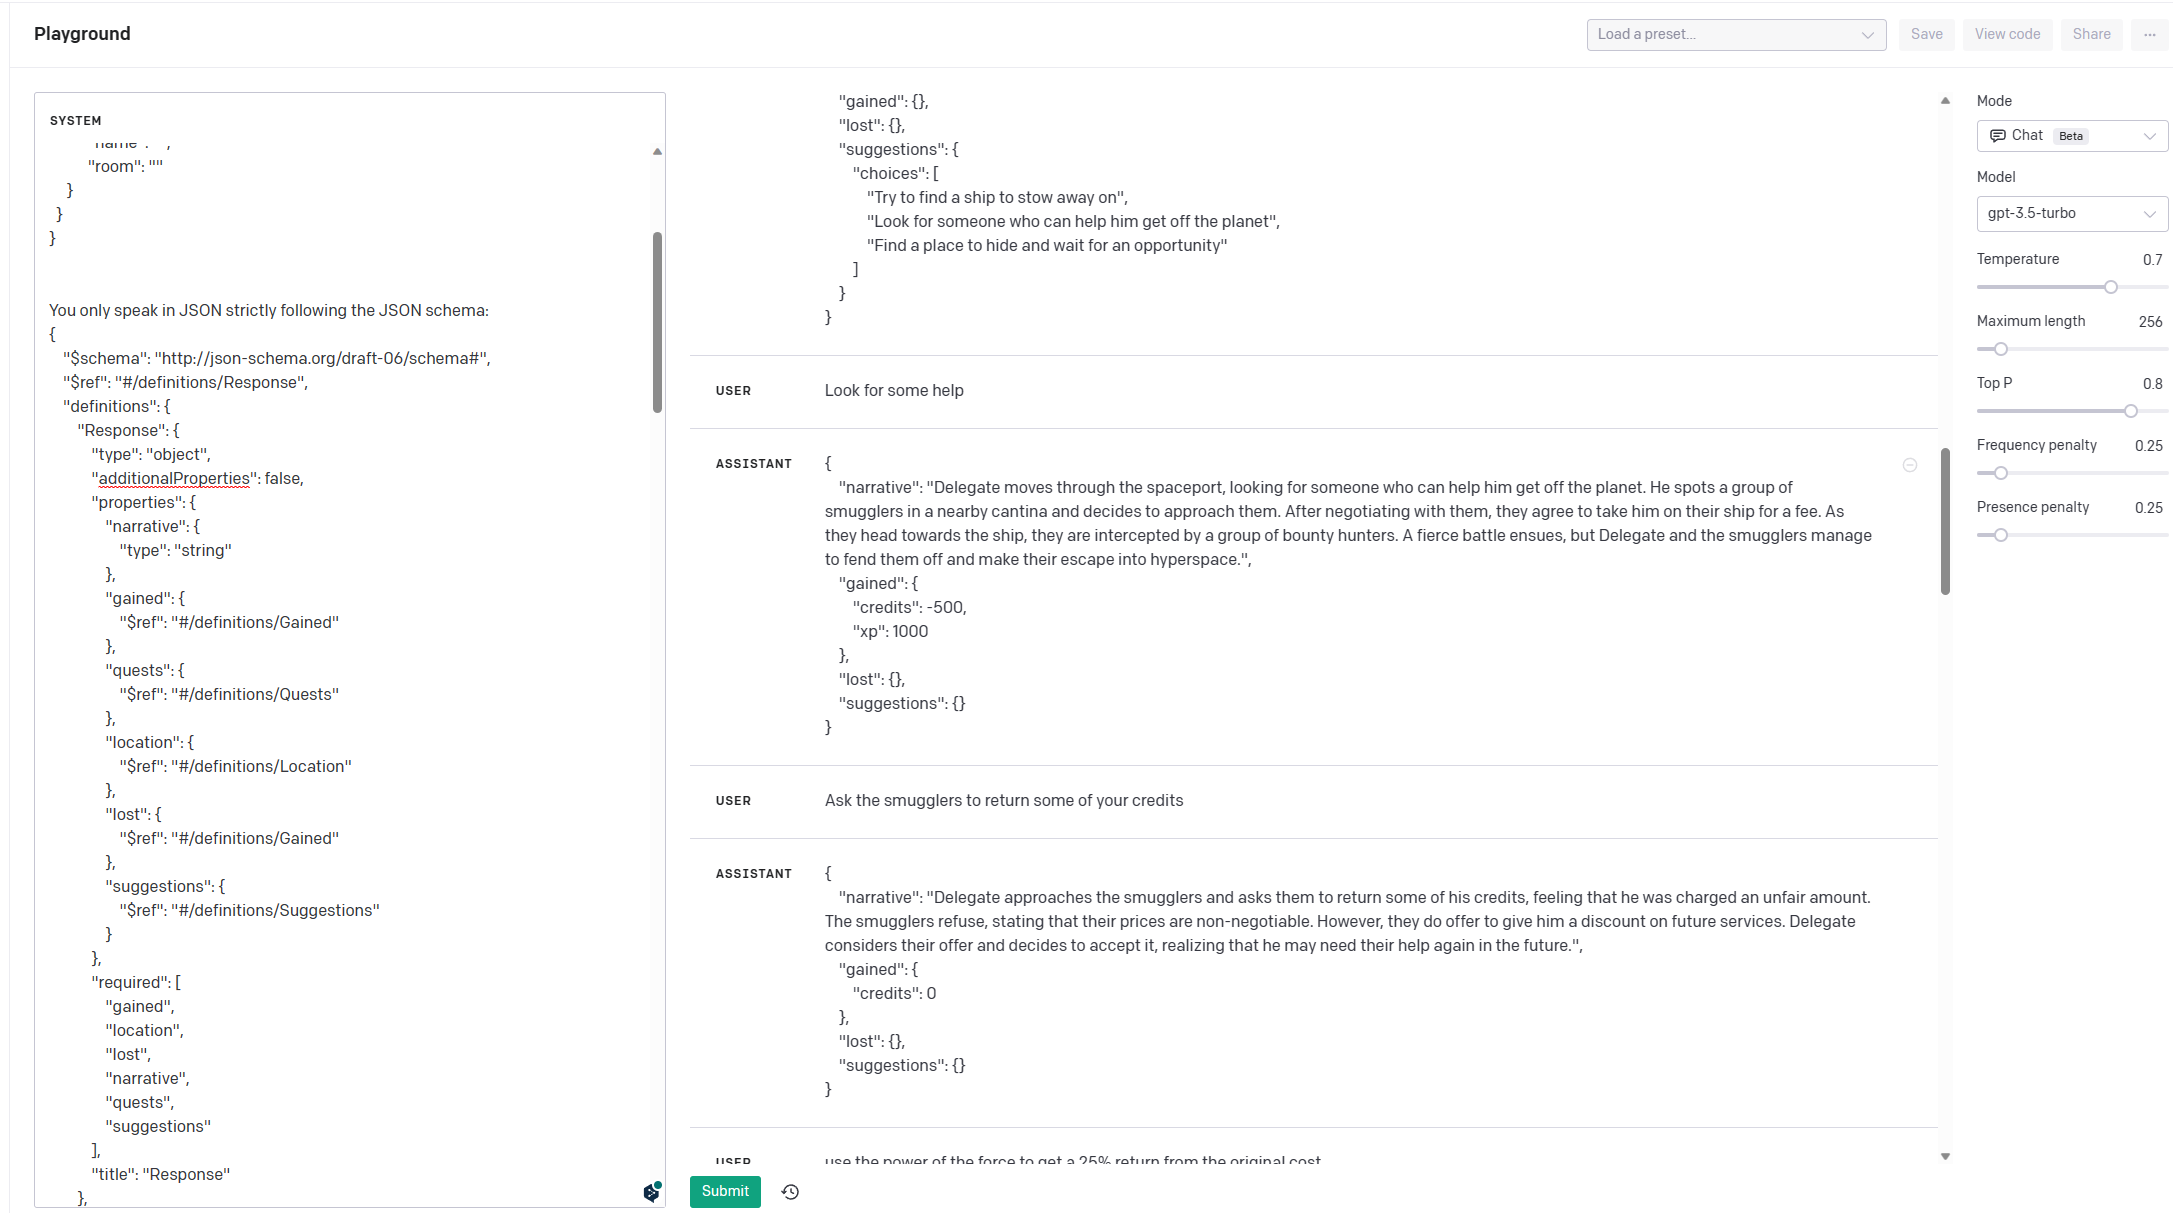 Playground
Load a preset...
Save
View code
Share
...
SYSTEM
"name": "",
"room": ""
}
}
}
You only speak in JSON strictly following the JSON schema:
{
"$schema": "http://json-schema.org/draft-06/schema#",
"$ref": "#/definitions/Response",
"definitions": {
"Response": {
"type": "object",
"additionalProperties": false,
"properties": {
"narrative": {
"type": "string"
},
"gained": {
"$ref": "#/definitions/Gained"
},
"quests": {
"$ref": "#/definitions/Quests"
},
"location": {
"$ref": "#/definitions/Location"
},
"lost": {
"$ref": "#/definitions/Gained"
},
"suggestions": {
"$ref": "#/definitions/Suggestions"
}
},
"required": [
"gained",
"location",
"lost",
"narrative",
"quests",
"suggestions"
],
"title": "Response"
},
"gained": {},
"lost": {},
"suggestions": {
"choices": [
"Try to find a ship to stow away on",
"Look for someone who can help him get off the planet",
"Find a place to hide and wait for an opportunity"
]
}
}
USER
Look for some help
ASSISTANT
{
"narrative": "Delegate moves through the spaceport, looking for someone who can help him get off the planet. He spots a group of
smugglers in a nearby cantina and decides to approach them. After negotiating with them, they agree to take him on their ship for a fee. As
they head towards the ship, they are intercepted by a group of bounty hunters. A fierce battle ensues, but Delegate and the smugglers manage
to fend them off and make their escape into hyperspace.",
"gained": {
"credits": -500,
"xp": 1000
},
"lost": {},
"suggestions": {}
}
USER
Ask the smugglers to return some of your credits
ASSISTANT
{
"narrative": "Delegate approaches the smugglers and asks them to return some of his credits, feeling that he was charged an unfair amount.
The smugglers refuse, stating that their prices are non-negotiable. However, they do offer to give him a discount on future services. Delegate
considers their offer and decides to accept it, realizing that he may need their help again in the future.",
"gained": {
"credits": 0
},
"lost": {},
"suggestions": {}
}
USER
use the power of the force to get a 25% return from the original cost
Submit
Mode
Chat Beta
Model
gpt-3.5-turbo
Temperature 0.7
Maximum length 256
Top P 0.8
Frequency penalty 0.25
Presence penalty 0.25